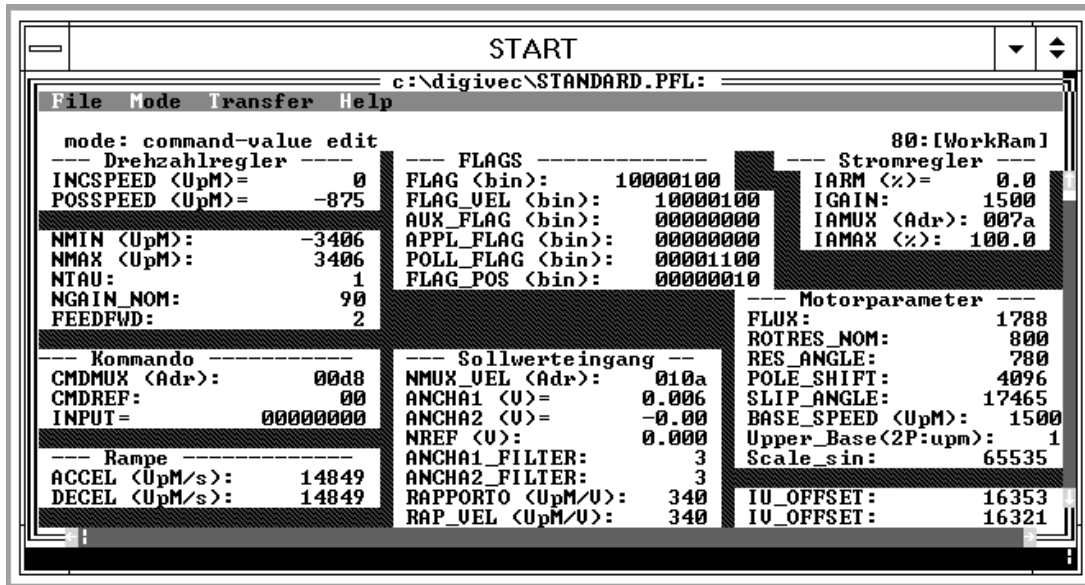 START
c:\digivec\STANDARD.PFL:
File Mode Transfer Help
mode: command-value edit
80:[WorkRam]
--- Drehzahlregler ----
INCSPEED (UpM)= 0
POSSPEED (UpM)= -875
NMIN (UpM): -3406
NMAX (UpM): 3406
NTAU: 1
NGAIN_NOM: 90
FEEDFWD: 2
--- Kommando -----------
CMDMUX (Adr): 00d8
CMDREF: 00
INPUT= 00000000
--- Rampe --------------
ACCEL (UpM/s): 14849
DECEL (UpM/s): 14849
--- FLAGS -------------
FLAG (bin): 10000100
FLAG_VEL (bin): 10000100
AUX_FLAG (bin): 00000000
APPL_FLAG (bin): 00000000
POLL_FLAG (bin): 00001100
FLAG_POS (bin): 00000010
--- Sollwerteingang --
NMUX_VEL (Adr): 010a
ANCHA1 (V)= 0.006
ANCHA2 (V)= -0.00
NREF (V): 0.000
ANCHA1_FILTER: 3
ANCHA2_FILTER: 3
RAPPORTO (UpM/V): 340
RAP_VEL (UpM/V): 340
--- Stromregler ---
IARM (%)= 0.0
IGAIN: 1500
IAMUX (Adr): 007a
IAMAX (%): 100.0
--- Motorparameter ---
FLUX: 1788
ROTRES_NOM: 800
RES_ANGLE: 780
POLE_SHIFT: 4096
SLIP_ANGLE: 17465
BASE_SPEED (UpM): 1500
Upper_Base(2P:upm): 1
Scale_sin: 65535
IU_OFFSET: 16353
IV_OFFSET: 16321